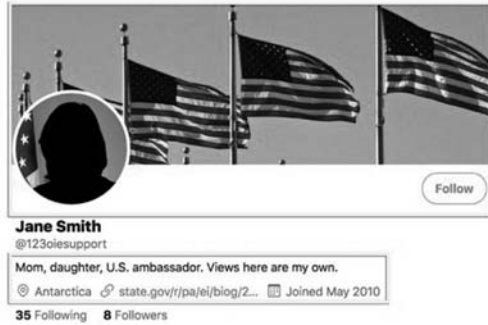 Follow
Jane Smith
@123oiesupport
Mom, daughter, U.S. ambassador. Views here are my own.
Antarctica state.gov/r/pa/ei/biog/2... Joined May 2010
35 Following 8 Followers